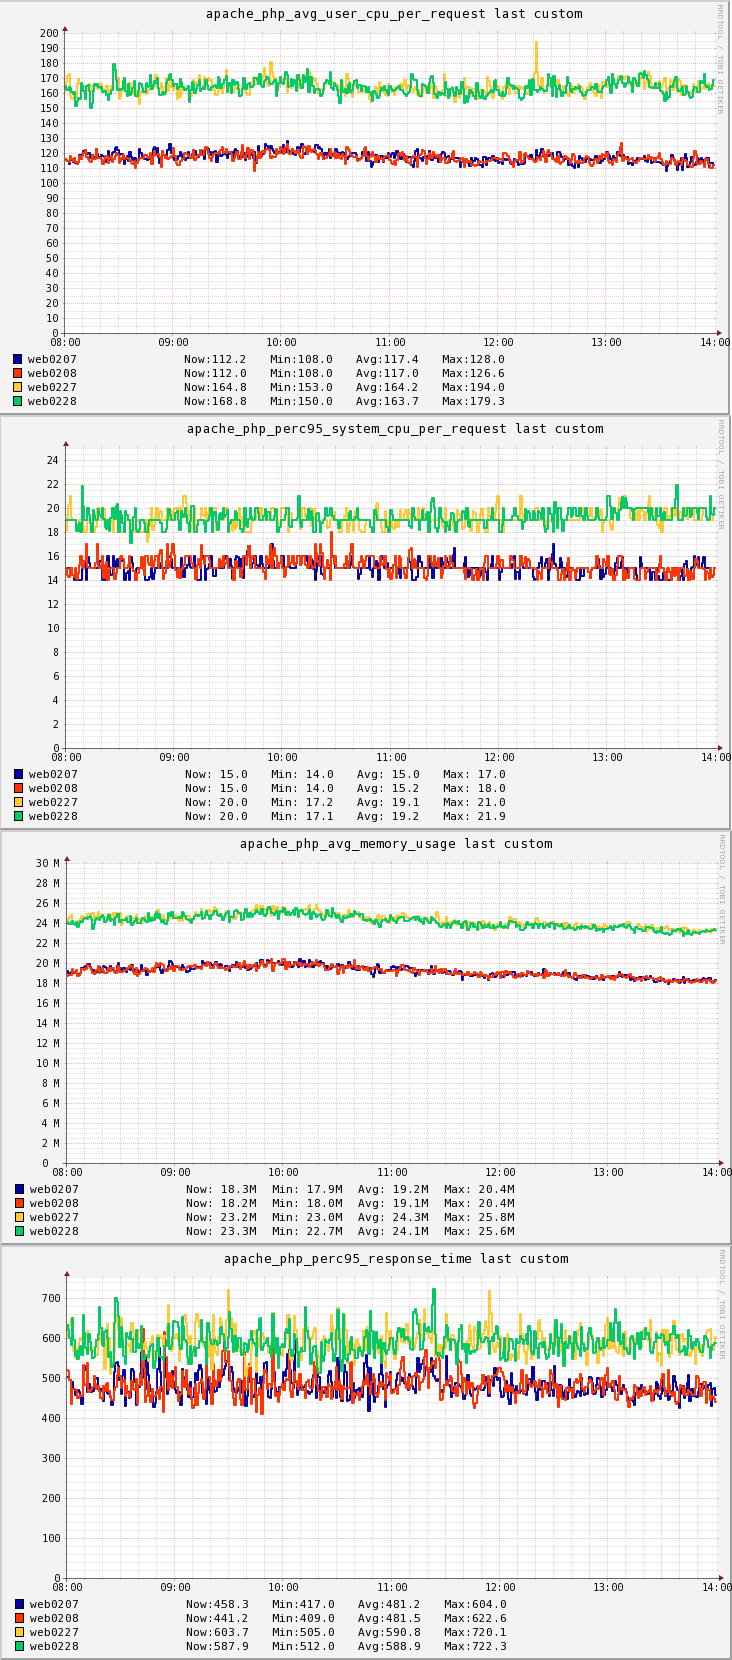 apache_php_avg_user_cpu_per_request last custom
RRDTOOL / TOBI OETIKER
200
190
180
170
160
150
140
130
120
110
100
90
80
70
60
50
40
30
20
10
0
08:00 09:00 10:00 11:00 12:00 13:00 14:00
web0207 Now:112.2 Min:108.0 Avg:117.4 Max:128.0
web0208 Now:112.0 Min:108.0 Avg:117.0 Max:126.6
web0227 Now:164.8 Min:153.0 Avg:164.2 Max:194.0
web0228 Now:168.8 Min:150.0 Avg:163.7 Max:179.3
apache_php_perc95_system_cpu_per_request last custom
RRDTOOL / TOBI OETIKER
24
22
20
18
16
14
12
10
8
6
4
2
0
08:00 09:00 10:00 11:00 12:00 13:00 14:00
web0207 Now: 15.0 Min: 14.0 Avg: 15.0 Max: 17.0
web0208 Now: 15.0 Min: 14.0 Avg: 15.2 Max: 18.0
web0227 Now: 20.0 Min: 17.2 Avg: 19.1 Max: 21.0
web0228 Now: 20.0 Min: 17.1 Avg: 19.2 Max: 21.9
apache_php_avg_memory_usage last custom
RRDTOOL / TOBI OETIKER
30 M
28 M
26 M
24 M
22 M
20 M
18 M
16 M
14 M
12 M
10 M
8 M
6 M
4 M
2 M
0
08:00 09:00 10:00 11:00 12:00 13:00 14:00
web0207 Now: 18.3M Min: 17.9M Avg: 19.2M Max: 20.4M
web0208 Now: 18.2M Min: 18.0M Avg: 19.1M Max: 20.4M
web0227 Now: 23.2M Min: 23.0M Avg: 24.3M Max: 25.8M
web0228 Now: 23.3M Min: 22.7M Avg: 24.1M Max: 25.6M
apache_php_perc95_response_time last custom
RRDTOOL / TOBI OETIKER
700
600
500
400
300
200
100
0
08:00 09:00 10:00 11:00 12:00 13:00 14:00
web0207 Now:458.3 Min:417.0 Avg:481.2 Max:604.0
web0208 Now:441.2 Min:409.0 Avg:481.5 Max:622.6
web0227 Now:603.7 Min:505.0 Avg:590.8 Max:720.1
web0228 Now:587.9 Min:512.0 Avg:588.9 Max:722.3